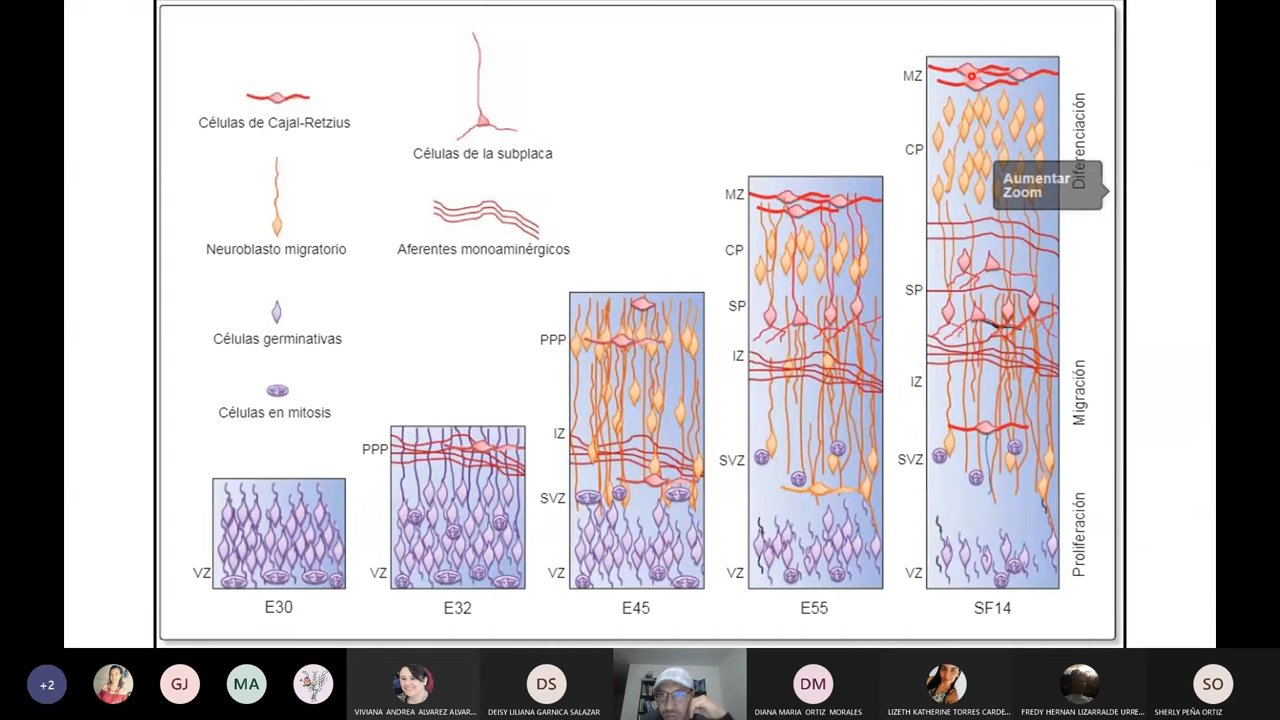 Células de Cajal-Retzius
Células de la subplaca
Neuroblasto migratorio
Aferentes monoaminérgicos
Células germinativas
Células en mitosis
VZ
E30
PPP
VZ
E32
PPP
IZ
SVZ
VZ
E45
MZ
CP
SP
IZ
SVZ
VZ
E55
MZ
CP
SP
IZ
SVZ
VZ
SF14
Diferenciación
Migración
Proliferación
Aumentar
Zoom
+2
GJ
MA
VIVIANA ANDREA ALVAREZ ALVAR...
DS
DEISY LILIANA GARNICA SALAZAR
DM
DIANA MARIA ORTIZ MORALES
LIZETH KATHERINE TORRES CARDE...
FREDY HERNAN LIZARRALDE URRE...
SO
SHERLY PEÑA ORTIZ